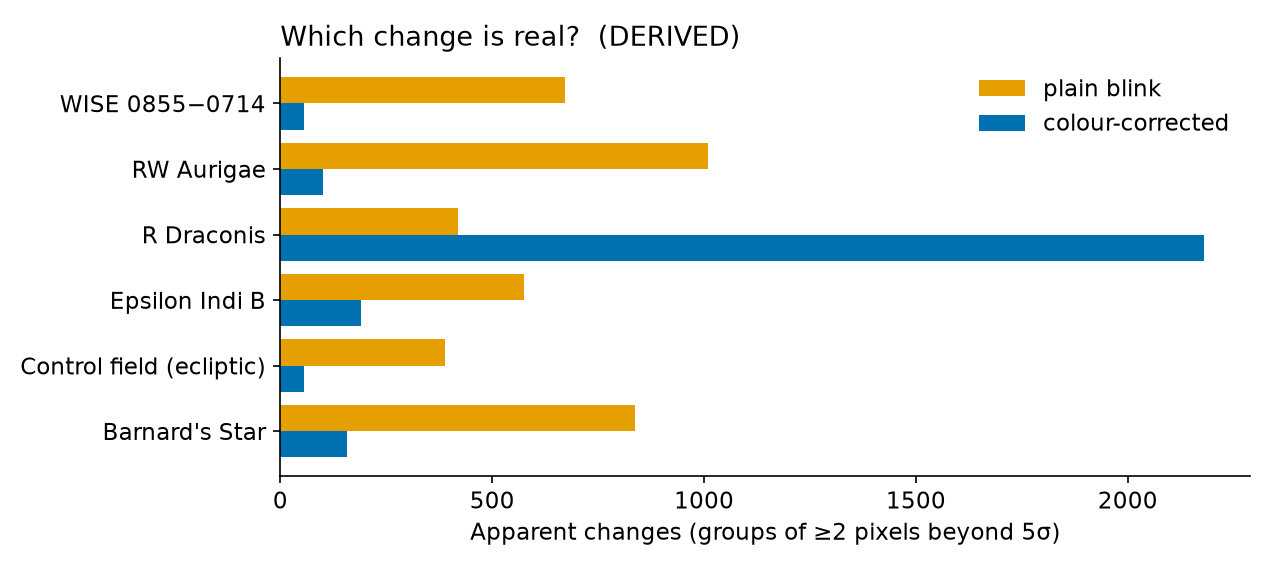 Which change is real?  (DERIVED)
plain blink
colour-corrected
WISE 0855−0714
RW Aurigae
R Draconis
Epsilon Indi B
Control field (ecliptic)
Barnard's Star
0 500 1000 1500 2000
Apparent changes (groups of ≥2 pixels beyond 5σ)